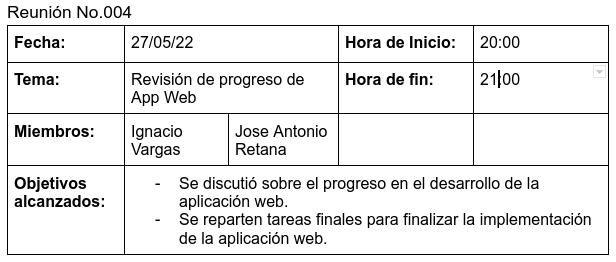 Reunión No.004
Fecha: 27/05/22 Hora de Inicio: 20:00
Tema: Revisión de progreso de Hora de fin: 21:00
App Web
Miembros: Ignacio Jose Antonio
Vargas Retana
Objetivos - Se discutió sobre el progreso en el desarrollo de la
alcanzados: aplicación web.
- Se reparten tareas finales para finalizar la implementación
de la aplicación web.